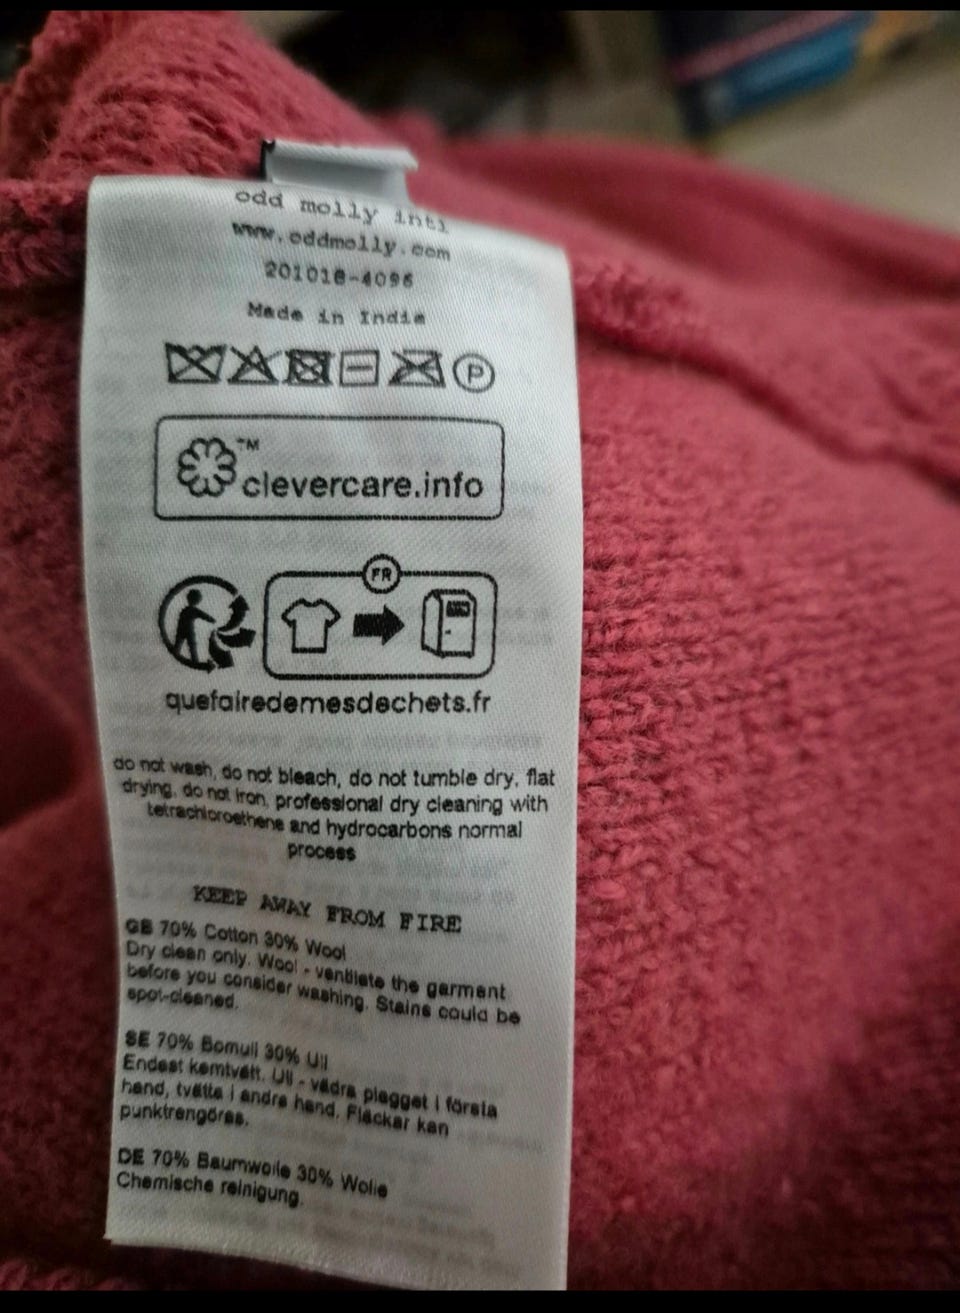 odd molly intl
www.oddmolly.com
201018-4096
Made in India
P
TM
clevercare.info
FR
quefairedemesdechets.fr
do not wash, do not bleach, do not tumble dry, flat
drying, do not iron, professional dry cleaning with
tetrachloroethene and hydrocarbons normal
process
KEEP AWAY FROM FIRE
GB 70% Cotton 30% Wool
Dry clean only. Wool - ventilate the garment
before you consider washing. Stains could be
spot-cleaned.
SE 70% Bomull 30% Ull
Endast kemtvätt. Ull - vädra plagget i första
hand, tvätta i andra hand. Fläckar kan
punktrengöras.
DE 70% Baumwolle 30% Wolle
Chemische reinigung.